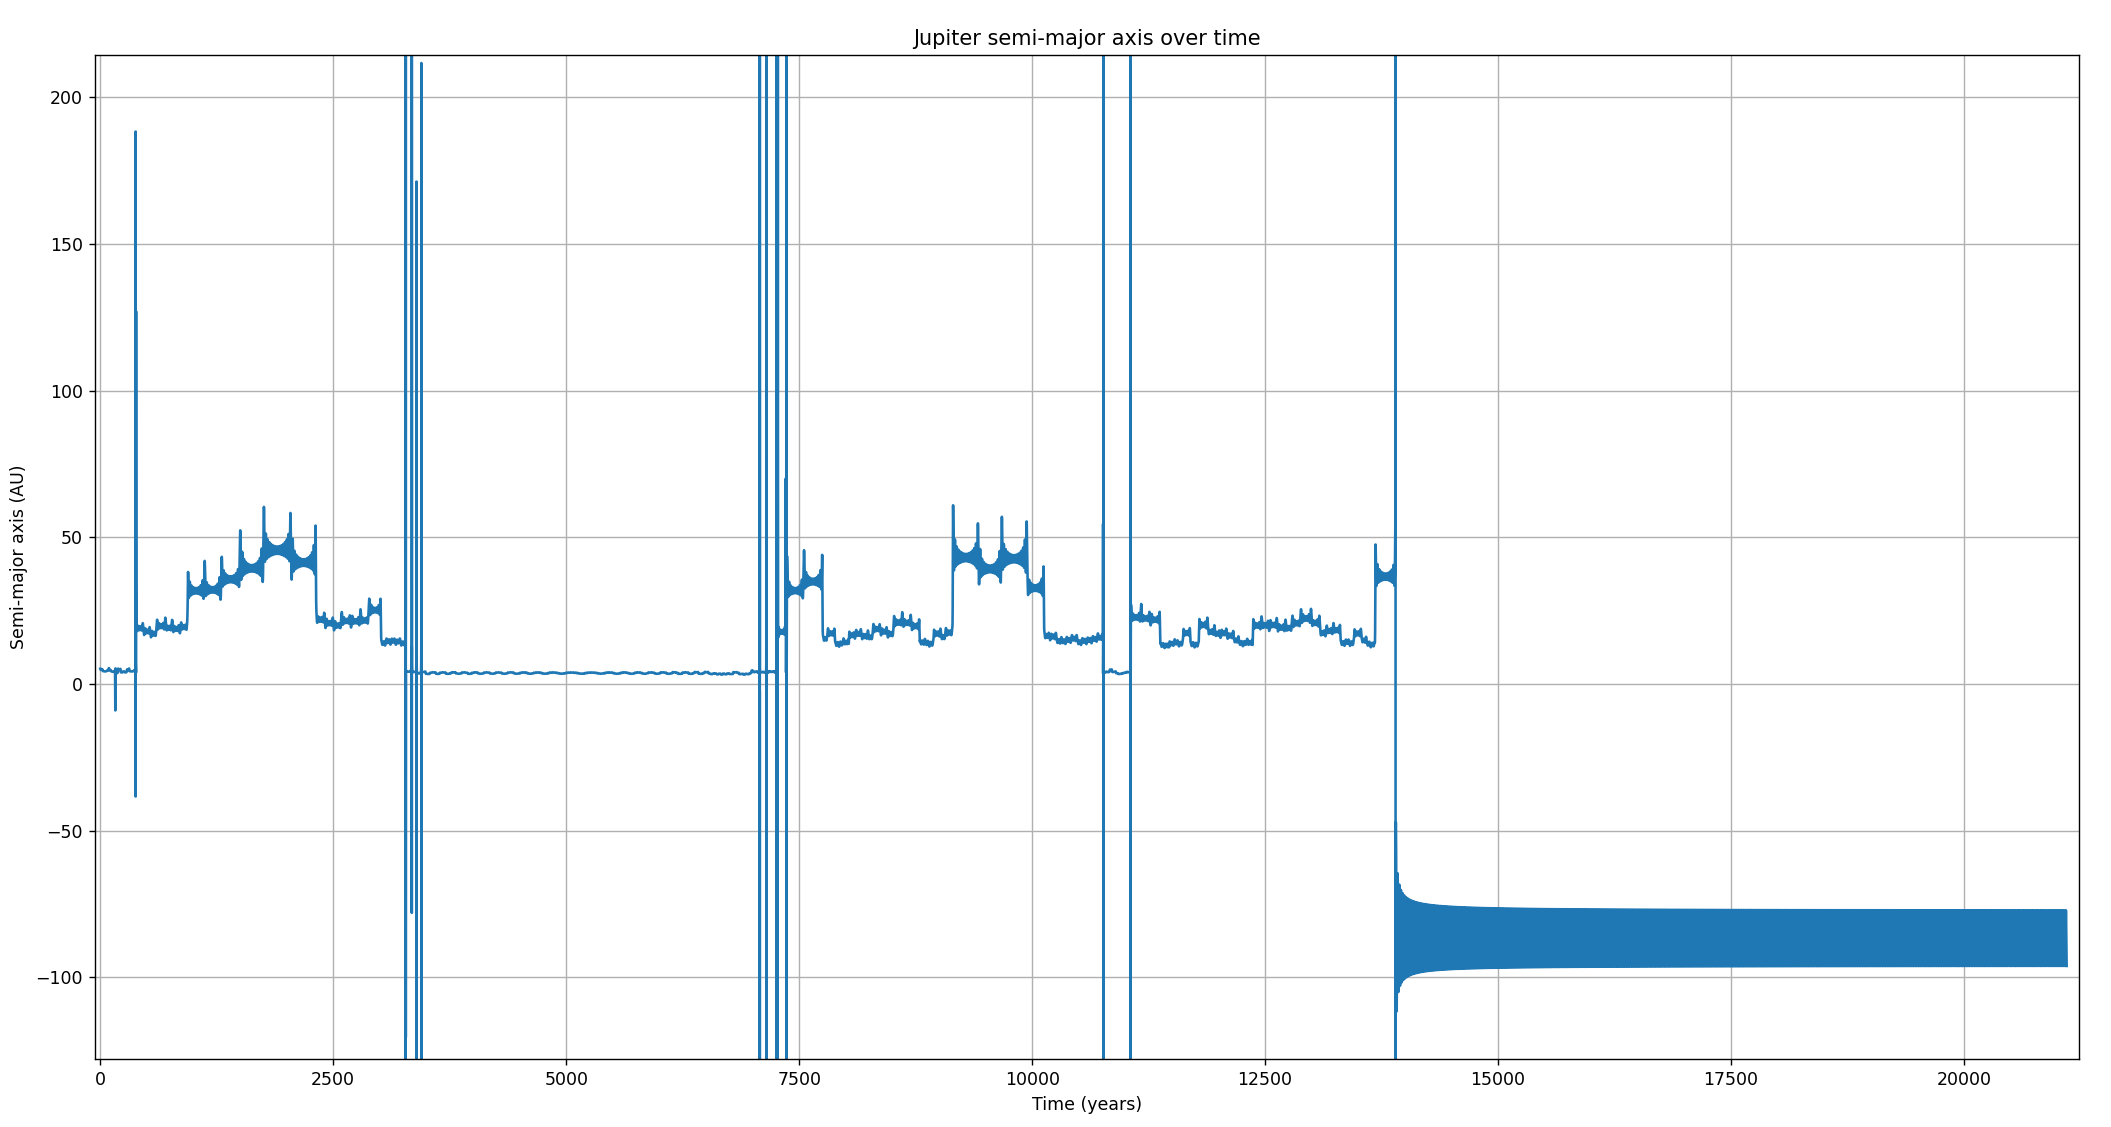 Jupiter semi-major axis over time
Semi-major axis (AU)
200
150
100
50
0
−50
−100
0 2500 5000 7500 10000 12500 15000 17500 20000
Time (years)